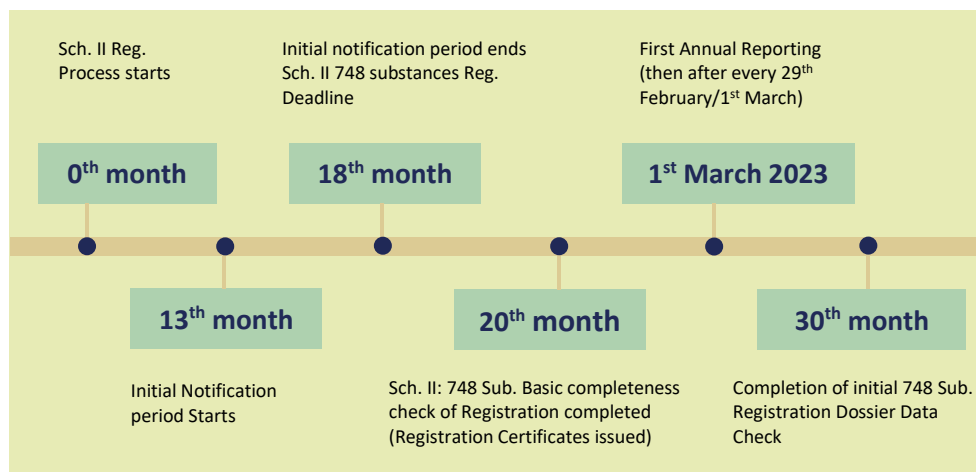 Sch. II Reg.
Process starts
Initial notification period ends
Sch. II 748 substances Reg.
Deadline
First Annual Reporting
(then after every 29th
February/1st March)
0th month
18th month
1st March 2023
13th month
20th month
30th month
Initial Notification
period Starts
Sch. II: 748 Sub. Basic completeness
check of Registration completed
(Registration Certificates issued)
Completion of initial 748 Sub.
Registration Dossier Data
Check